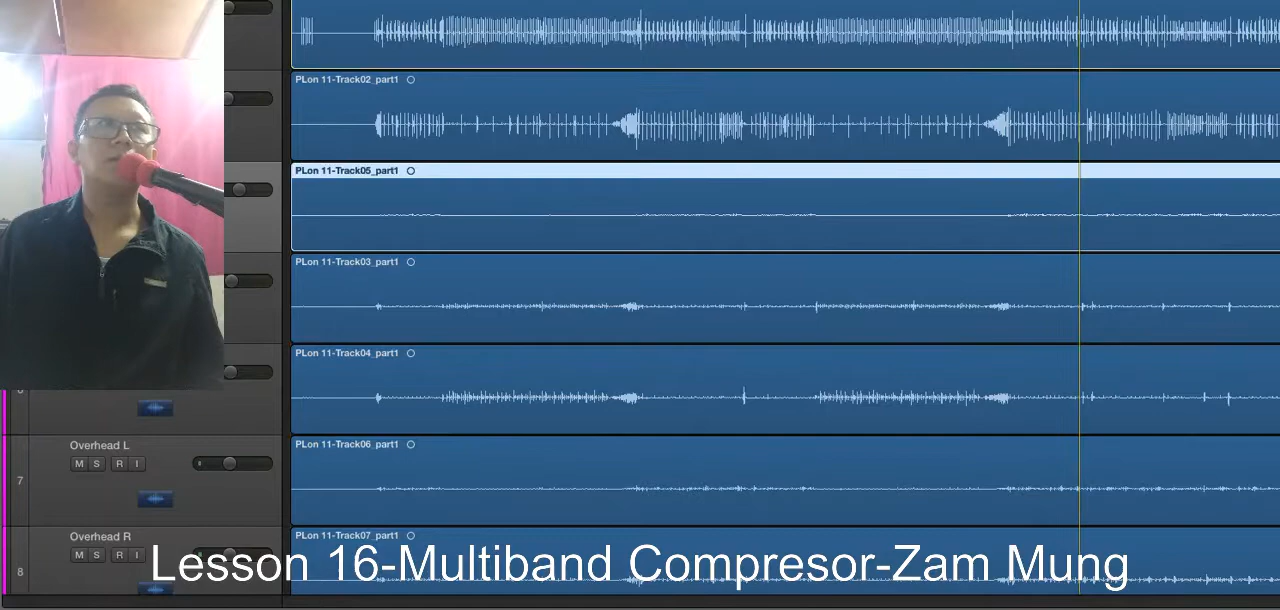 PLon 11-Track02_part1
PLon 11-Track05_part1
PLon 11-Track03_part1
PLon 11-Track04_part1
Overhead L
M S R I
7
PLon 11-Track06_part1
Overhead R
M S R I
8
PLon 11-Track07_part1
Lesson 16-Multiband Compresor-Zam Mung